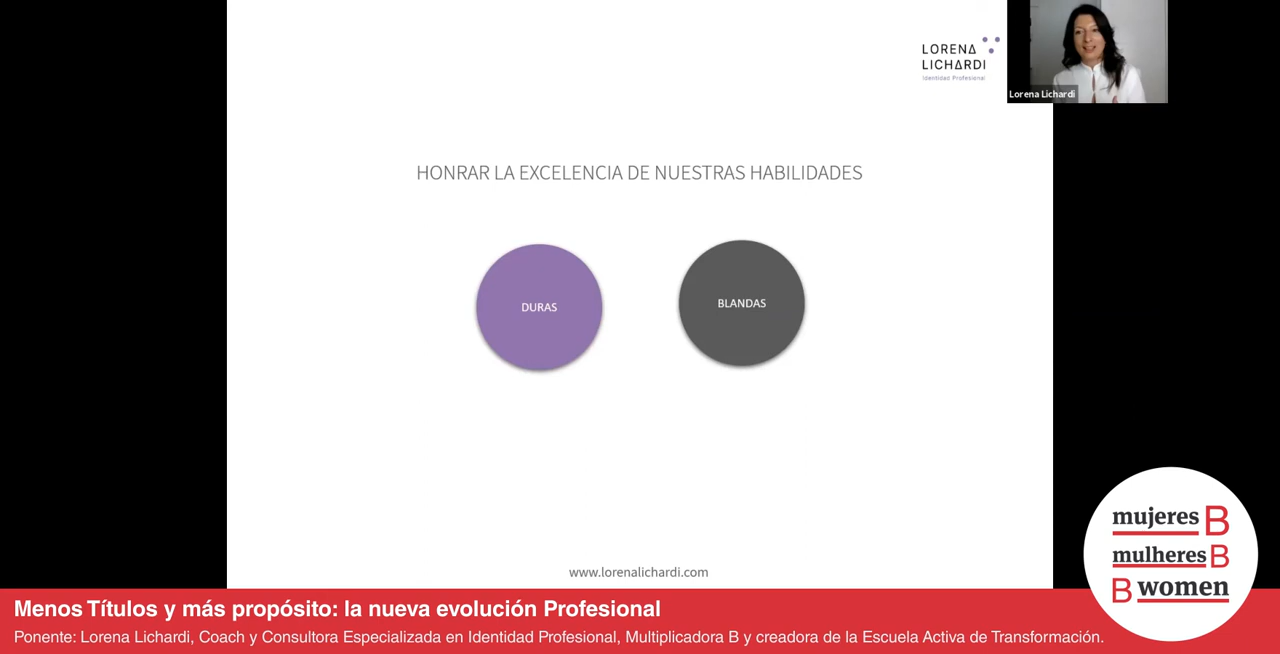 LORENA
LICHARDI
Identidad Profesional
Lorena Lichardi
HONRAR LA EXCELENCIA DE NUESTRAS HABILIDADES
DURAS
BLANDAS
www.lorenalichardi.com
mujeres B
mulheres B
B women
Menos Títulos y más propósito: la nueva evolución Profesional
Ponente: Lorena Lichardi, Coach y Consultora Especializada en Identidad Profesional, Multiplicadora B y creadora de la Escuela Activa de Transformación.